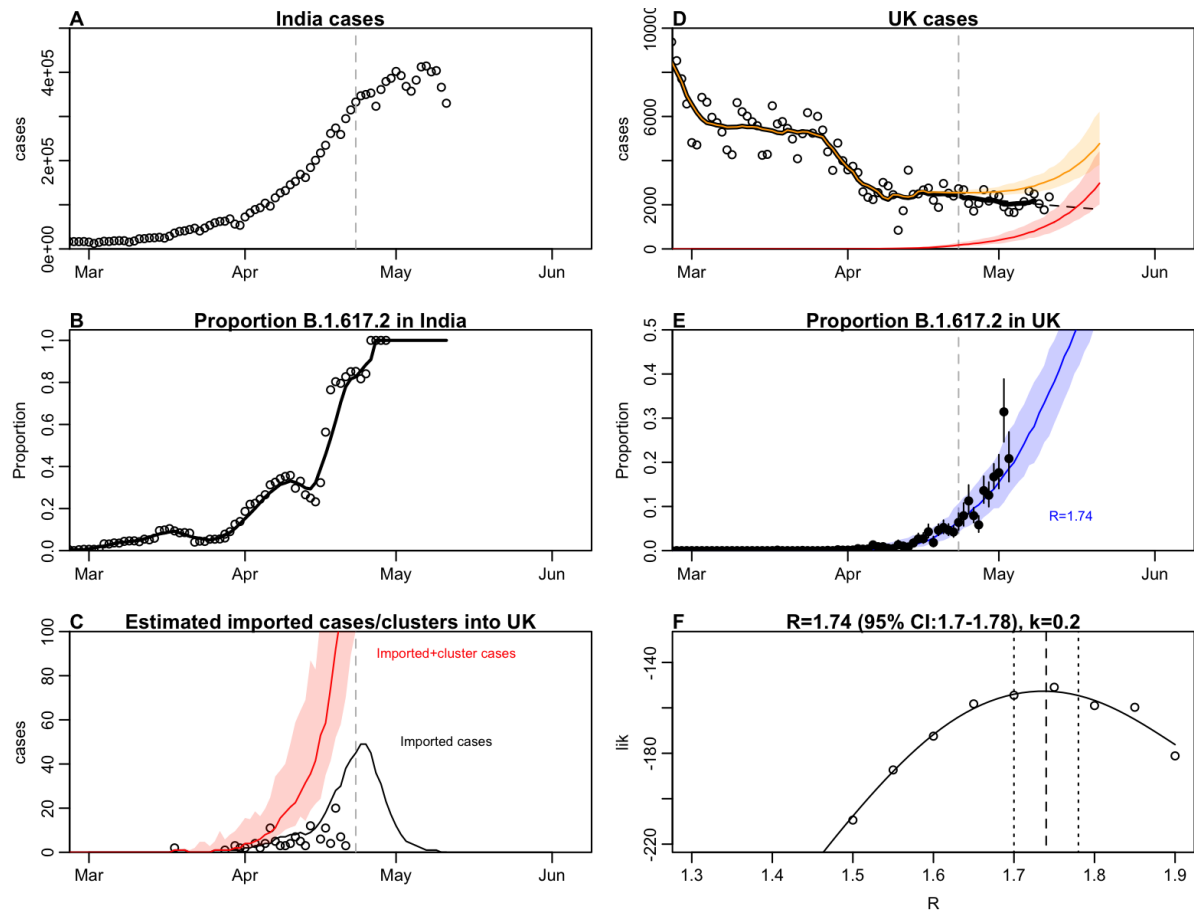 A
India cases
cases
0e+00
2e+05
4e+05
Mar
Apr
May
Jun
B
Proportion B.1.617.2 in India
Proportion
0.0
0.2
0.4
0.6
0.8
1.0
Mar
Apr
May
Jun
C
Estimated imported cases/clusters into UK
cases
0
20
40
60
80
100
Imported+cluster cases
Imported cases
Mar
Apr
May
Jun
D
UK cases
cases
0
2000
6000
10000
Mar
Apr
May
Jun
E
Proportion B.1.617.2 in UK
Proportion
0.0
0.1
0.2
0.3
0.4
0.5
R=1.74
Mar
Apr
May
Jun
F
R=1.74 (95% CI:1.7-1.78), k=0.2
lik
-220
-180
-140
1.3
1.4
1.5
1.6
1.7
1.8
1.9
R